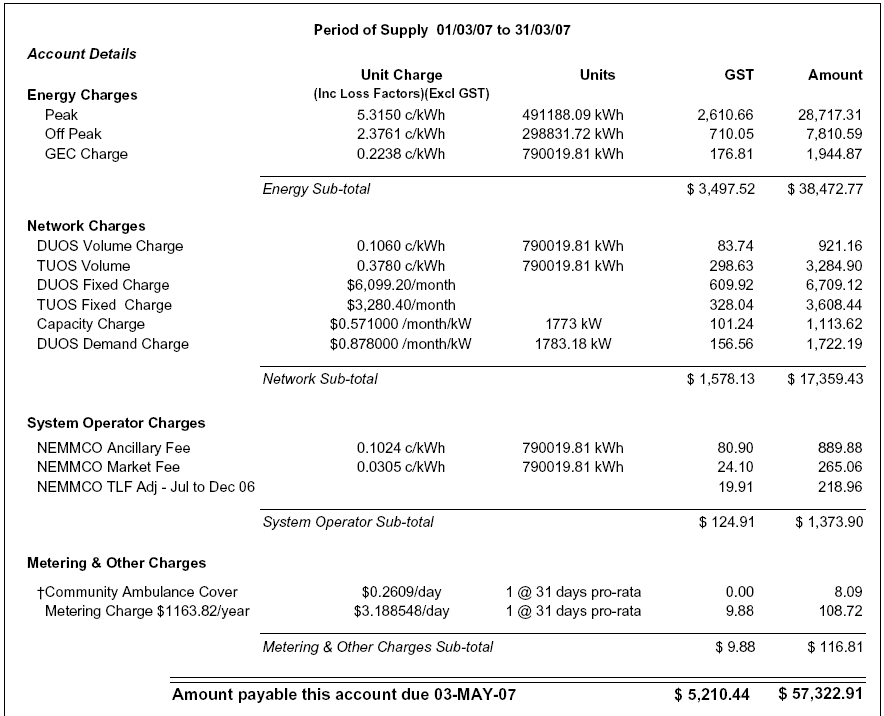 Period of Supply 01/03/07 to 31/03/07
Account Details
Unit Charge Units GST Amount
Energy Charges (Inc Loss Factors)(Excl GST)
Peak 5.3150 c/kWh 491188.09 kWh 2,610.66 28,717.31
Off Peak 2.3761 c/kWh 298831.72 kWh 710.05 7,810.59
GEC Charge 0.2238 c/kWh 790019.81 kWh 176.81 1,944.87
Energy Sub-total $ 3,497.52 $ 38,472.77
Network Charges
DUOS Volume Charge 0.1060 c/kWh 790019.81 kWh 83.74 921.16
TUOS Volume 0.3780 c/kWh 790019.81 kWh 298.63 3,284.90
DUOS Fixed Charge $6,099.20/month 609.92 6,709.12
TUOS Fixed Charge $3,280.40/month 328.04 3,608.44
Capacity Charge $0.571000 /month/kW 1773 kW 101.24 1,113.62
DUOS Demand Charge $0.878000 /month/kW 1783.18 kW 156.56 1,722.19
Network Sub-total $ 1,578.13 $ 17,359.43
System Operator Charges
NEMMCO Ancillary Fee 0.1024 c/kWh 790019.81 kWh 80.90 889.88
NEMMCO Market Fee 0.0305 c/kWh 790019.81 kWh 24.10 265.06
NEMMCO TLF Adj - Jul to Dec 06 19.91 218.96
System Operator Sub-total $ 124.91 $ 1,373.90
Metering & Other Charges
†Community Ambulance Cover $0.2609/day 1 @ 31 days pro-rata 0.00 8.09
Metering Charge $1163.82/year $3.188548/day 1 @ 31 days pro-rata 9.88 108.72
Metering & Other Charges Sub-total $ 9.88 $ 116.81
Amount payable this account due 03-MAY-07 $ 5,210.44 $ 57,322.91